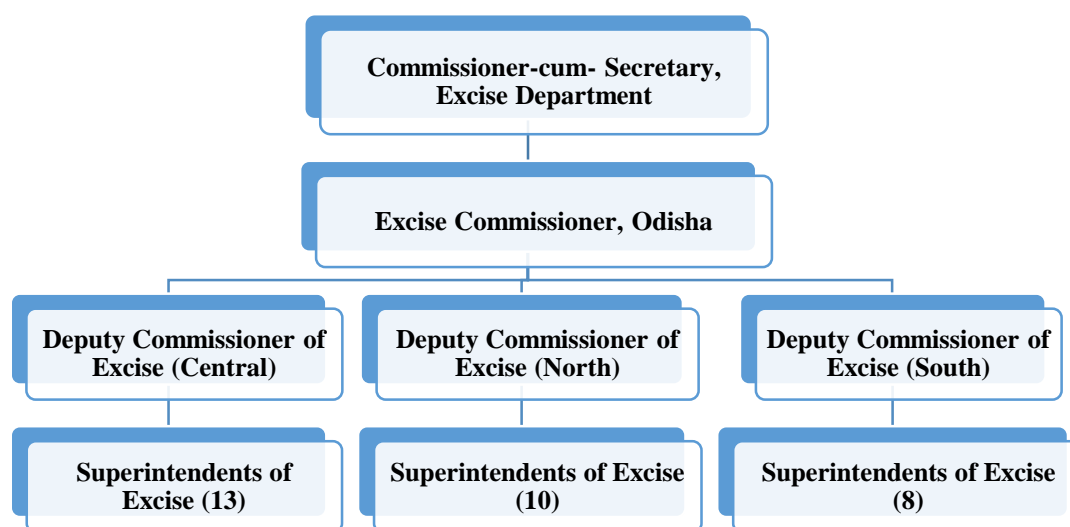 Commissioner-cum- Secretary,
Excise Department
Excise Commissioner, Odisha
Deputy Commissioner of
Excise (Central)
Deputy Commissioner of
Excise (North)
Deputy Commissioner of
Excise (South)
Superintendents of
Excise (13)
Superintendents of Excise
(10)
Superintendents of Excise
(8)